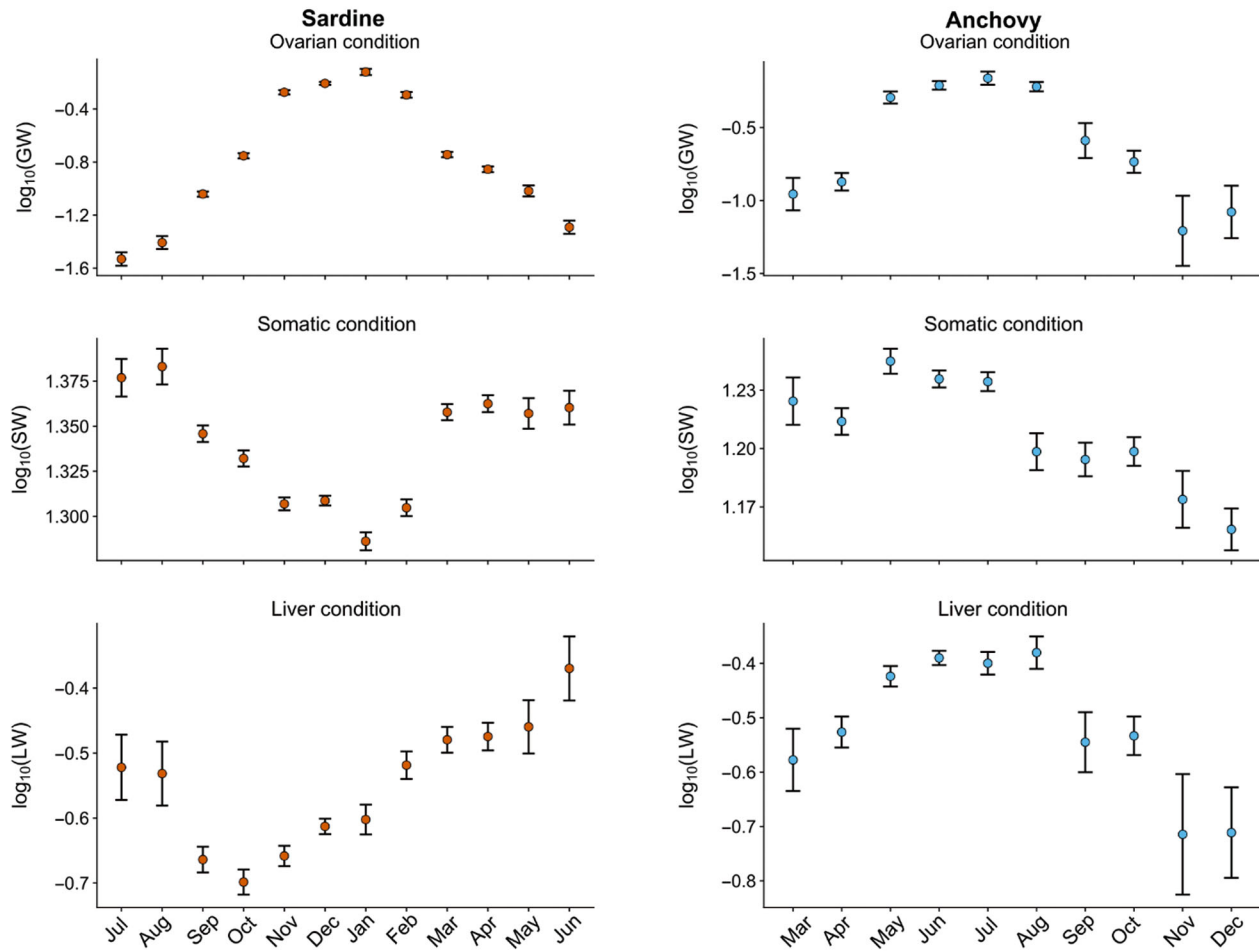 Sardine
Ovarian condition
log10(GW)
−0.4
−0.8
−1.2
−1.6
Somatic condition
log10(SW)
1.375
1.350
1.325
1.300
Liver condition
log10(LW)
−0.4
−0.5
−0.6
−0.7
Jul Aug Sep Oct Nov Dec Jan Feb Mar Apr May Jun
Anchovy
Ovarian condition
log10(GW)
−0.5
−1.0
−1.5
Somatic condition
log10(SW)
1.23
1.20
1.17
Liver condition
log10(LW)
−0.4
−0.5
−0.6
−0.7
−0.8
Mar Apr May Jun Jul Aug Sep Oct Nov Dec